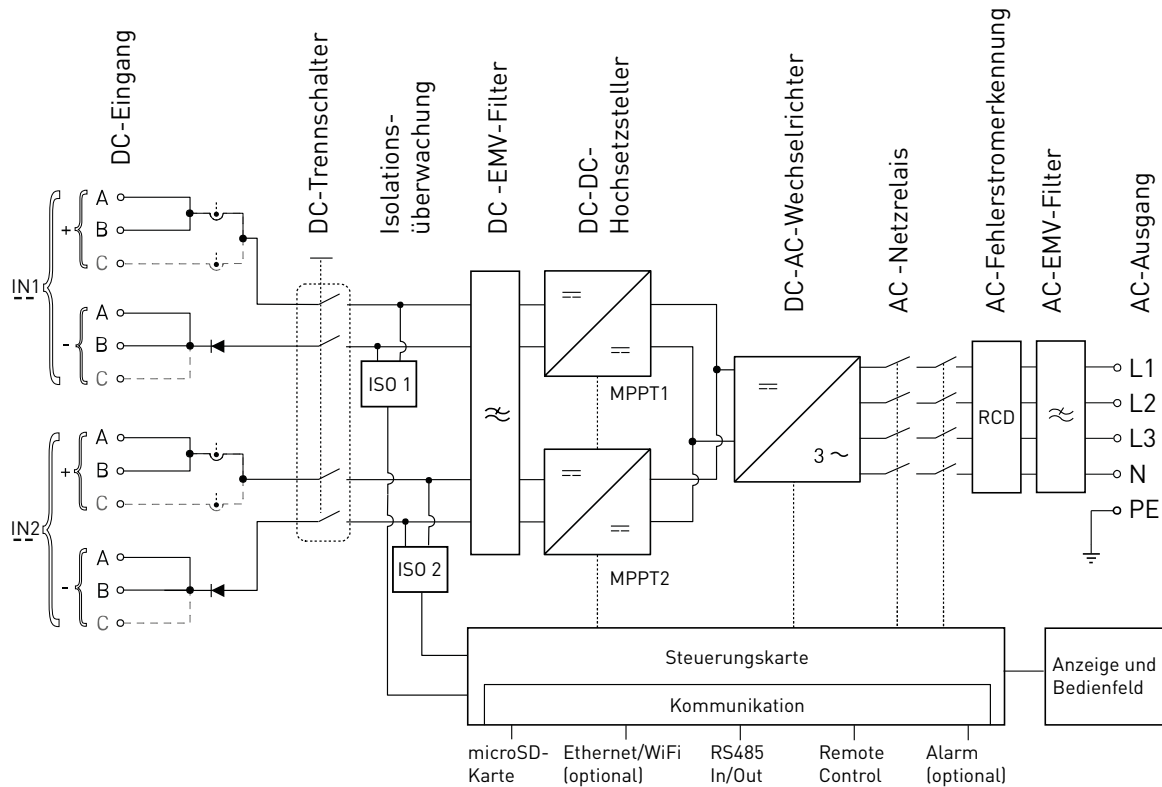 DC-Eingang
DC-Trennschalter
Isolations-
überwachung
DC-EMV-Filter
DC-DC-
Hochsetzsteller
DC-AC-Wechselrichter
AC-Netzrelais
AC-Fehlerstromerkennung
AC-EMV-Filter
AC-Ausgang
IN1
+
A
B
C
-
A
B
C
IN2
+
A
B
C
-
A
B
C
ISO 1
ISO 2
MPPT1
MPPT2
3 ~
RCD
L1
L2
L3
N
PE
Steuerungskarte
Kommunikation
Anzeige und
Bedienfeld
microSD-
Karte
Ethernet/WiFi
(optional)
RS485
In/Out
Remote
Control
Alarm
(optional)